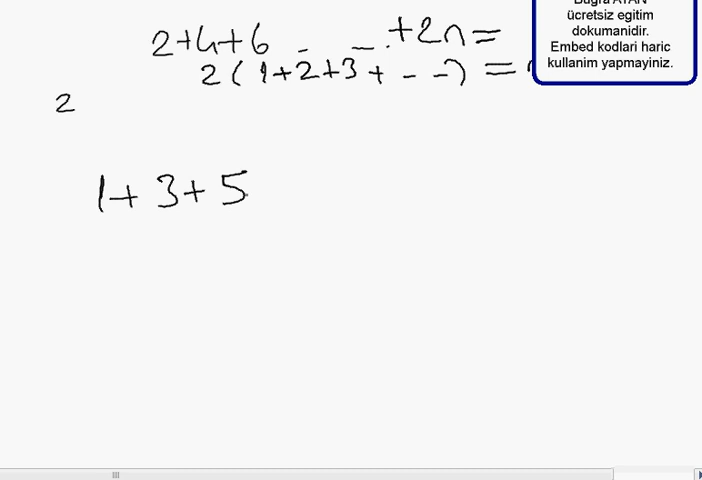 2+4+6 - - . +2n =
2(1+2+3+ - -) =
2
1+3+5
ücretsiz egitim
dokumanidir.
Embed kodlari haric
kullanim yapmayiniz.